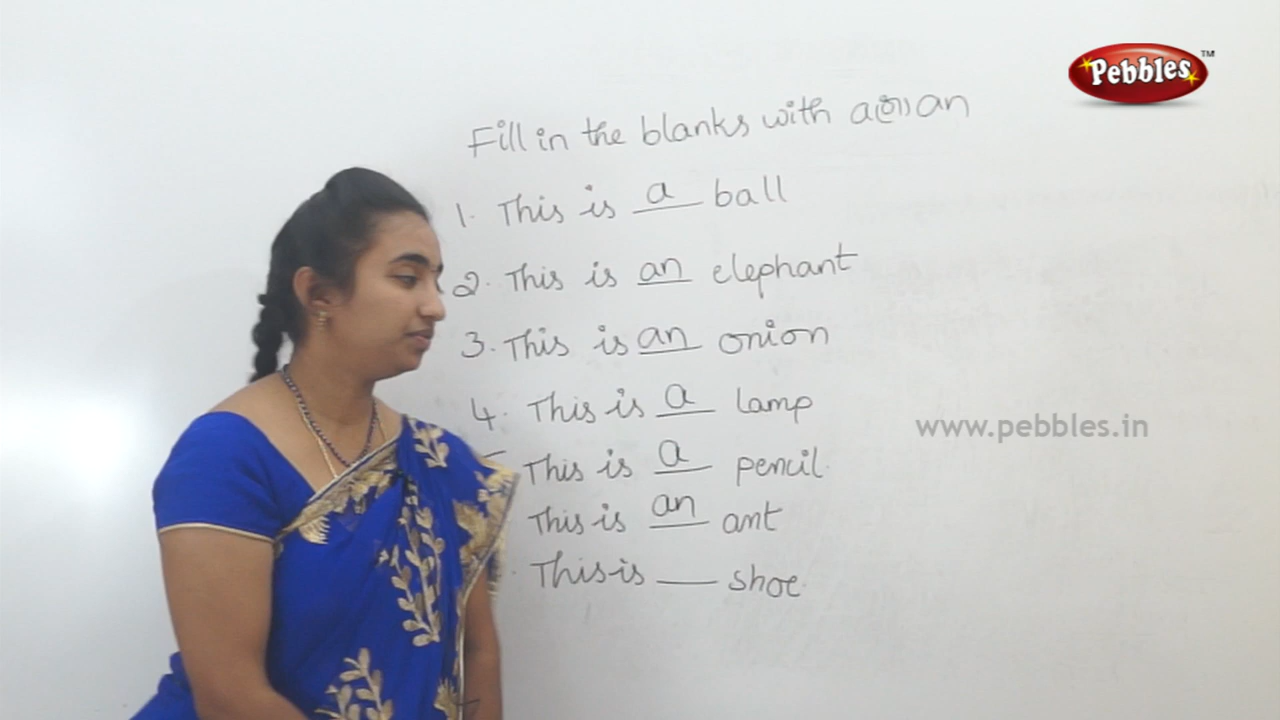 Pebbles™
Fill in the blanks with a (or) an
1. This is a ball
2. This is an elephant
3. This is an onion
4. This is a lamp
This is a pencil.
This is an ant
This is ___ shoe.
www.pebbles.in